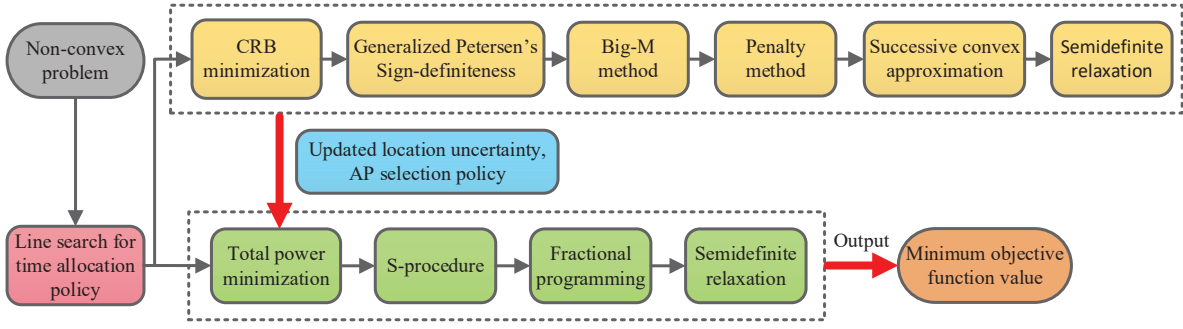 Non-convex
problem
CRB
minimization
Generalized Petersen's
Sign-definiteness
Big-M
method
Penalty
method
Successive convex
approximation
Semidefinite
relaxation
Updated location uncertainty,
AP selection policy
Line search for
time allocation
policy
Total power
minimization
S-procedure
Fractional
programming
Semidefinite
relaxation
Output
Minimum objective
function value